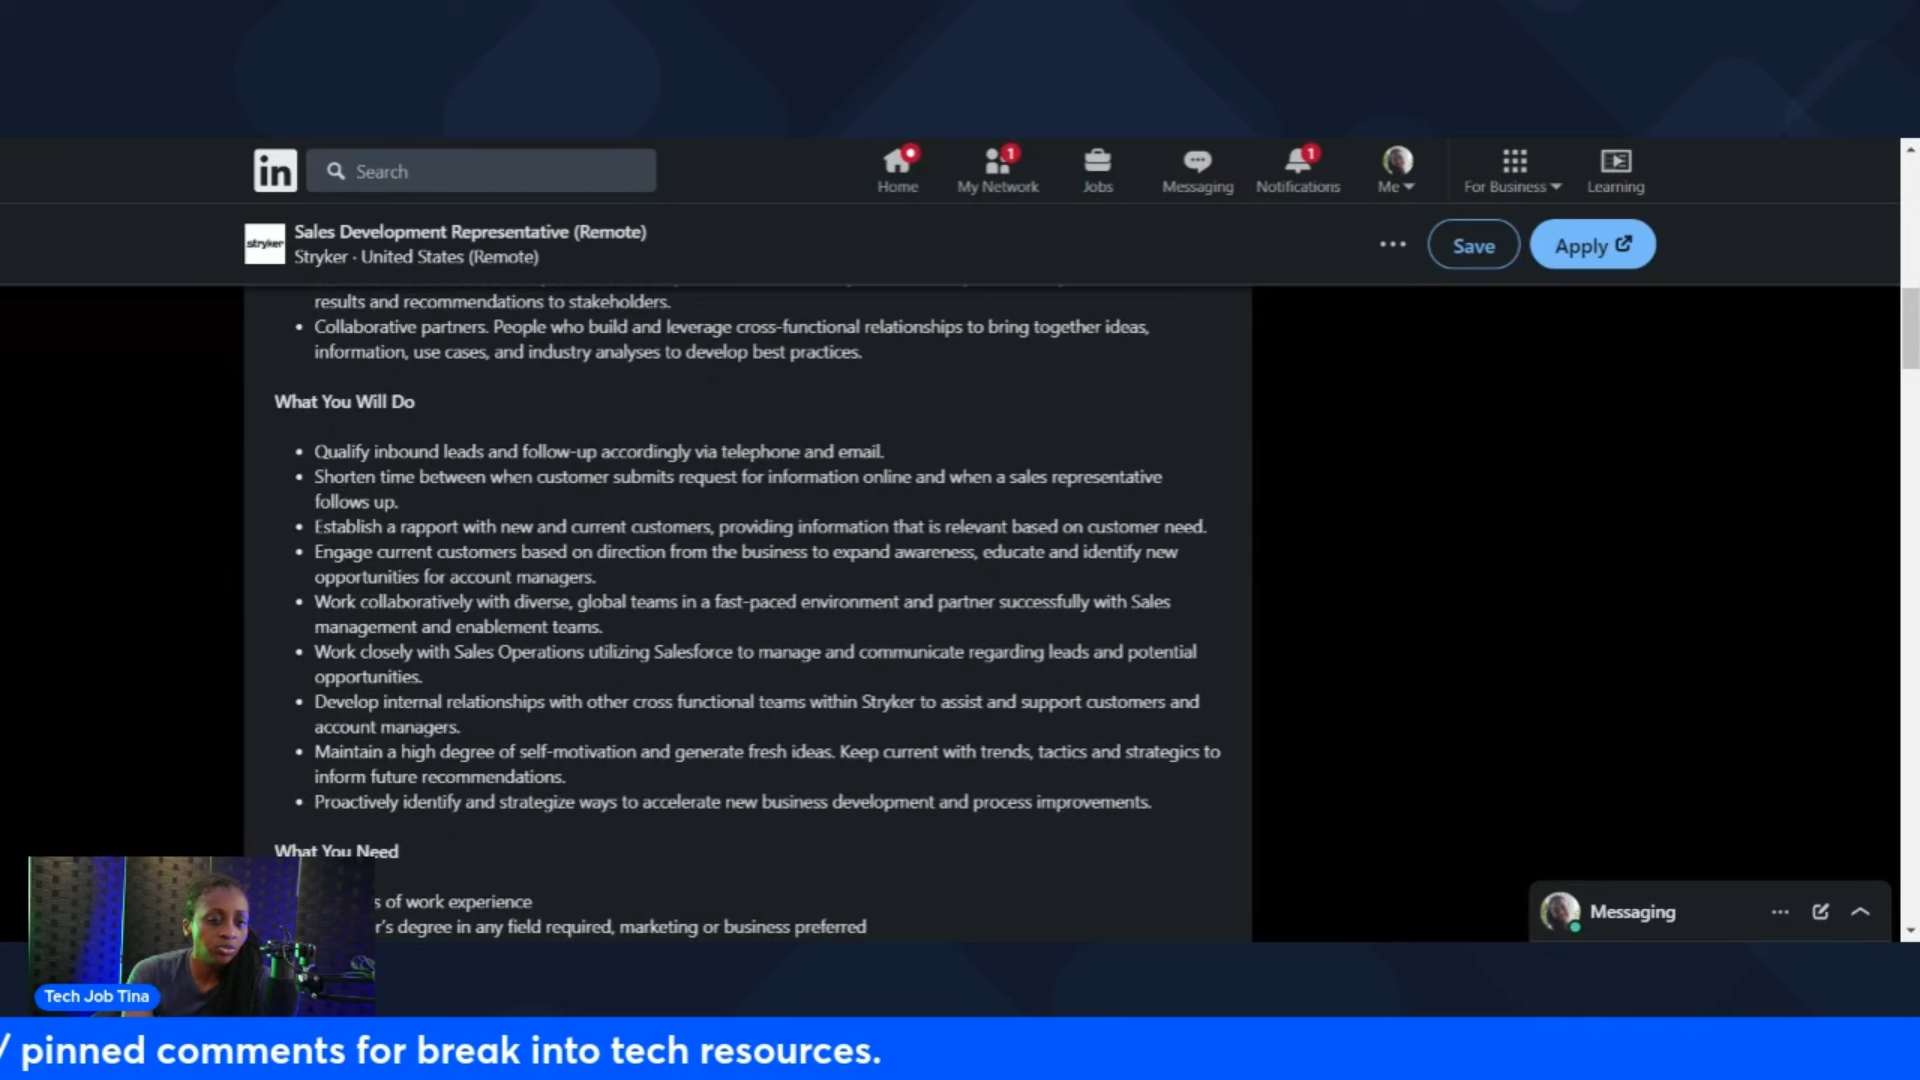 in
Search
Home
1
My Network
Jobs
Messaging
1
Notifications
Me
For Business
Learning
stryker
Sales Development Representative (Remote)
Stryker · United States (Remote)
Save
Apply
results and recommendations to stakeholders.
• Collaborative partners. People who build and leverage cross-functional relationships to bring together ideas,
information, use cases, and industry analyses to develop best practices.
What You Will Do
• Qualify inbound leads and follow-up accordingly via telephone and email.
• Shorten time between when customer submits request for information online and when a sales representative
follows up.
• Establish a rapport with new and current customers, providing information that is relevant based on customer need.
• Engage current customers based on direction from the business to expand awareness, educate and identify new
opportunities for account managers.
• Work collaboratively with diverse, global teams in a fast-paced environment and partner successfully with Sales
management and enablement teams.
• Work closely with Sales Operations utilizing Salesforce to manage and communicate regarding leads and potential
opportunities.
• Develop internal relationships with other cross functional teams within Stryker to assist and support customers and
account managers.
• Maintain a high degree of self-motivation and generate fresh ideas. Keep current with trends, tactics and strategics to
inform future recommendations.
• Proactively identify and strategize ways to accelerate new business development and process improvements.
What You Need
s of work experience
r's degree in any field required, marketing or business preferred
Messaging
Tech Job Tina
/ pinned comments for break into tech resources.